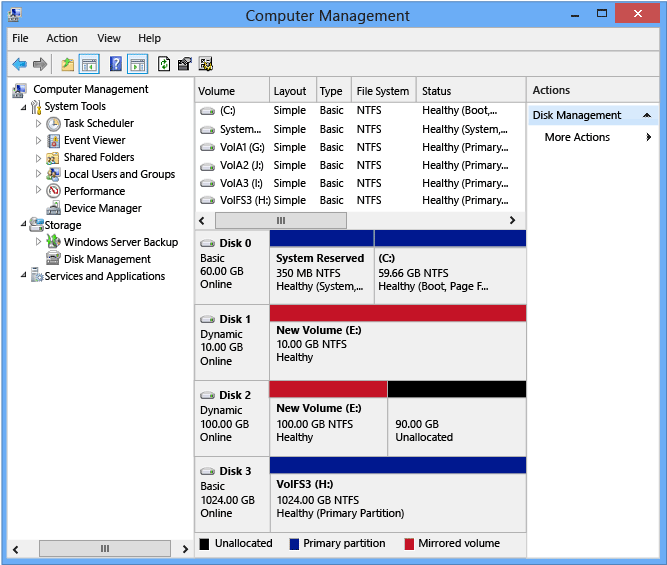 Computer Management
File Action View Help
Computer Management
System Tools
Task Scheduler
Event Viewer
Shared Folders
Local Users and Groups
Performance
Device Manager
Storage
Windows Server Backup
Disk Management
Services and Applications
Volume Layout Type File System Status
(C:) Simple Basic NTFS Healthy (Boot,...
System... Simple Basic NTFS Healthy (System,...
VolA1 (G:) Simple Basic NTFS Healthy (Primary...
VolA2 (J:) Simple Basic NTFS Healthy (Primary...
VolA3 (I:) Simple Basic NTFS Healthy (Primary...
VolFS3 (H:) Simple Basic NTFS Healthy (Primary...
Disk 0
Basic
60.00 GB
Online
System Reserved
350 MB NTFS
Healthy (System,...
(C:)
59.66 GB NTFS
Healthy (Boot, Page F...
Disk 1
Dynamic
10.00 GB
Online
New Volume (E:)
10.00 GB NTFS
Healthy
Disk 2
Dynamic
100.00 GB
Online
New Volume (E:)
100.00 GB NTFS
Healthy
90.00 GB
Unallocated
Disk 3
Basic
1024.00 GB
Online
VolFS3 (H:)
1024.00 GB NTFS
Healthy (Primary Partition)
Unallocated Primary partition Mirrored volume
Actions
Disk Management
More Actions